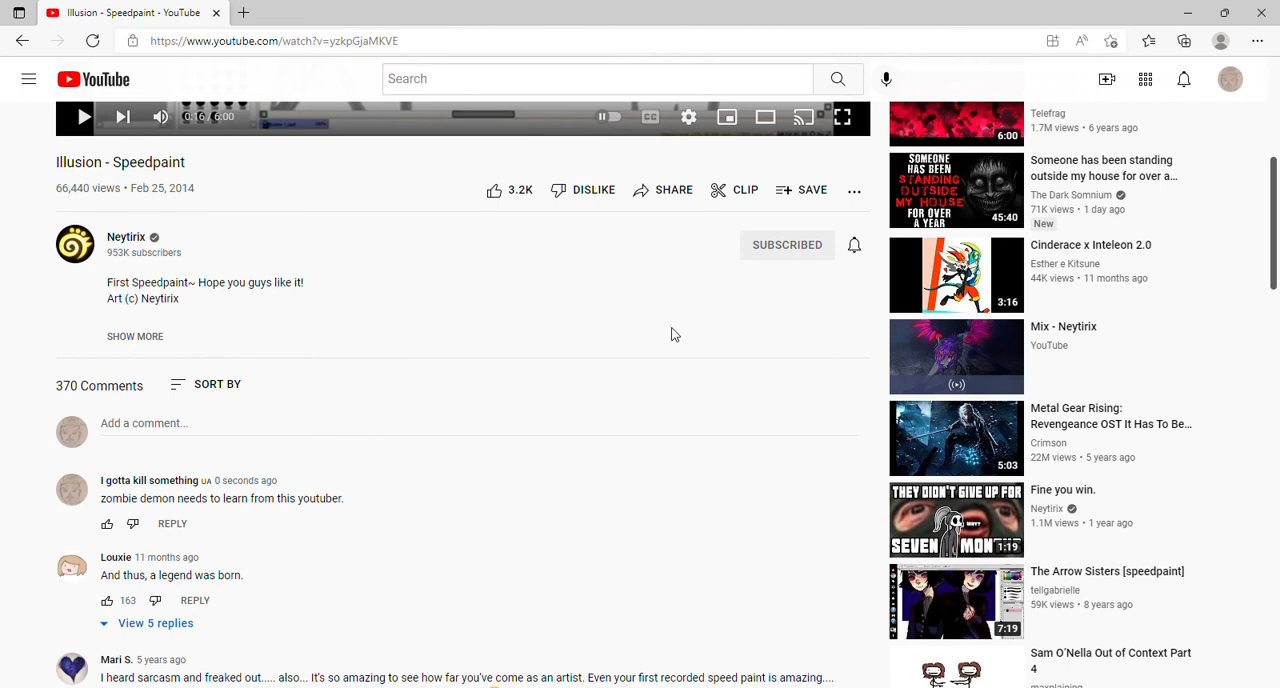 Illusion - Speedpaint - YouTube
https://www.youtube.com/watch?v=yzkpGjaMKVE
YouTube
Search
0:16 / 6:00
CC
Illusion - Speedpaint
66,440 views • Feb 25, 2014
3.2K DISLIKE SHARE CLIP SAVE
Neytirix
953K subscribers
SUBSCRIBED
First Speedpaint~ Hope you guys like it!
Art (c) Neytirix
SHOW MORE
370 Comments SORT BY
Add a comment...
I gotta kill something UA 0 seconds ago
zombie demon needs to learn from this youtuber.
REPLY
Louxie 11 months ago
And thus, a legend was born.
163 REPLY
View 5 replies
Mari S. 5 years ago
I heard sarcasm and freaked out..... also... It's so amazing to see how far you've come as an artist. Even your first recorded speed paint is amazing....
6:00
Telefrag
1.7M views • 6 years ago
SOMEONE
HAS BEEN
STANDING
OUTSIDE
MY HOUSE
FOR OVER
A YEAR
45:40
Someone has been standing
outside my house for over a...
The Dark Somnium
71K views • 1 day ago
New
3:16
Cinderace x Inteleon 2.0
Esther e Kitsune
44K views • 11 months ago
Mix - Neytirix
YouTube
5:03
Metal Gear Rising:
Revengeance OST It Has To Be...
Crimson
22M views • 5 years ago
THEY DIDN'T GIVE UP FOR
WHY?
SEVEN MON
1:19
Fine you win.
Neytirix
1.1M views • 1 year ago
7:19
The Arrow Sisters [speedpaint]
tellgabrielle
59K views • 8 years ago
Sam O'Nella Out of Context Part
4
maxplaining